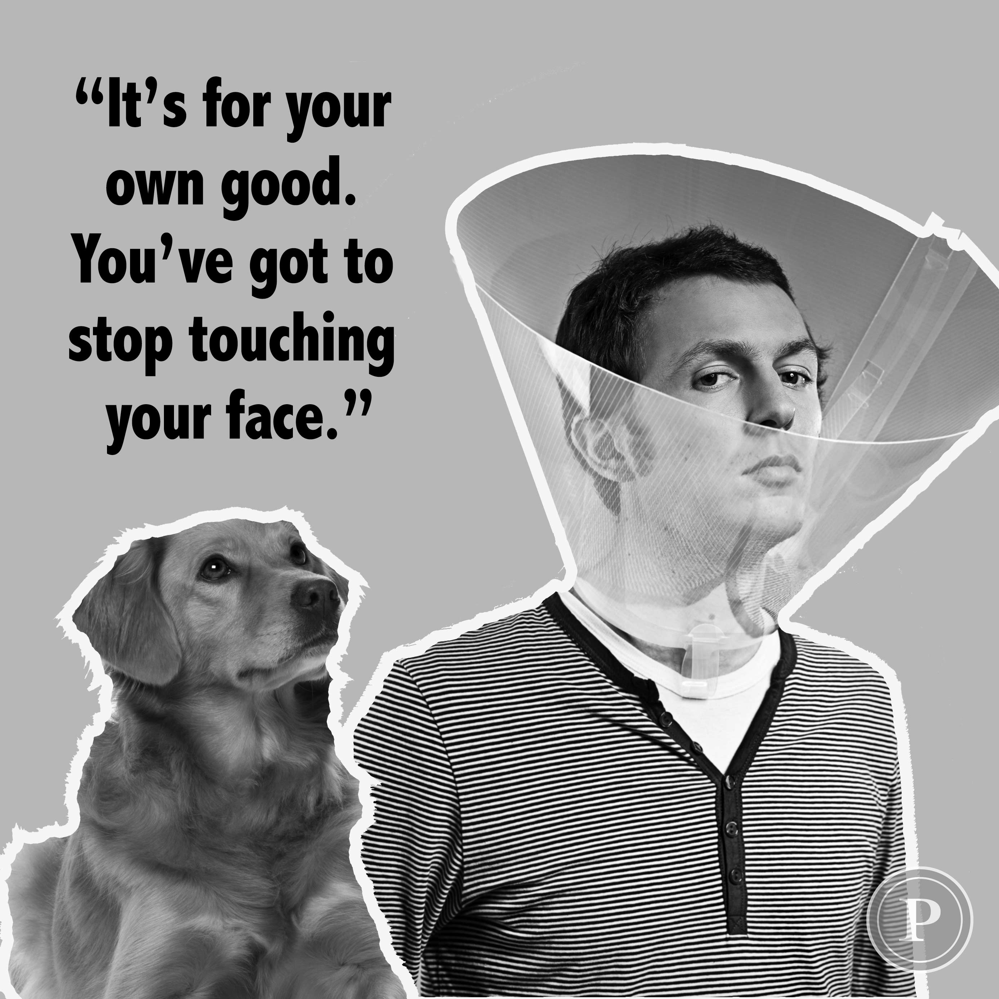 “It’s for your
own good.
You’ve got to
stop touching
your face.”
P